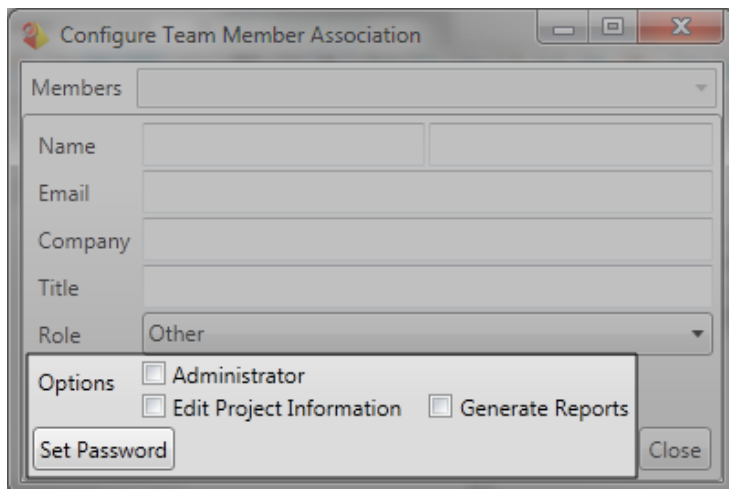 Configure Team Member Association
Members
Name
Email
Company
Title
Role Other
Options Administrator
Edit Project Information Generate Reports
Set Password Close